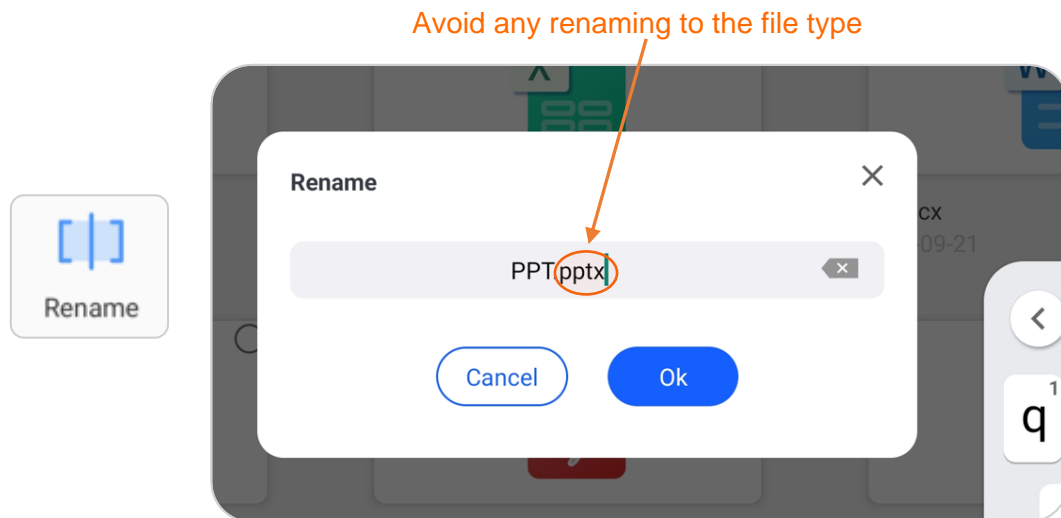 Avoid any renaming to the file type
X
W
Rename
cx
-09-21
PPT.pptx
Rename
Cancel
Ok
1
q